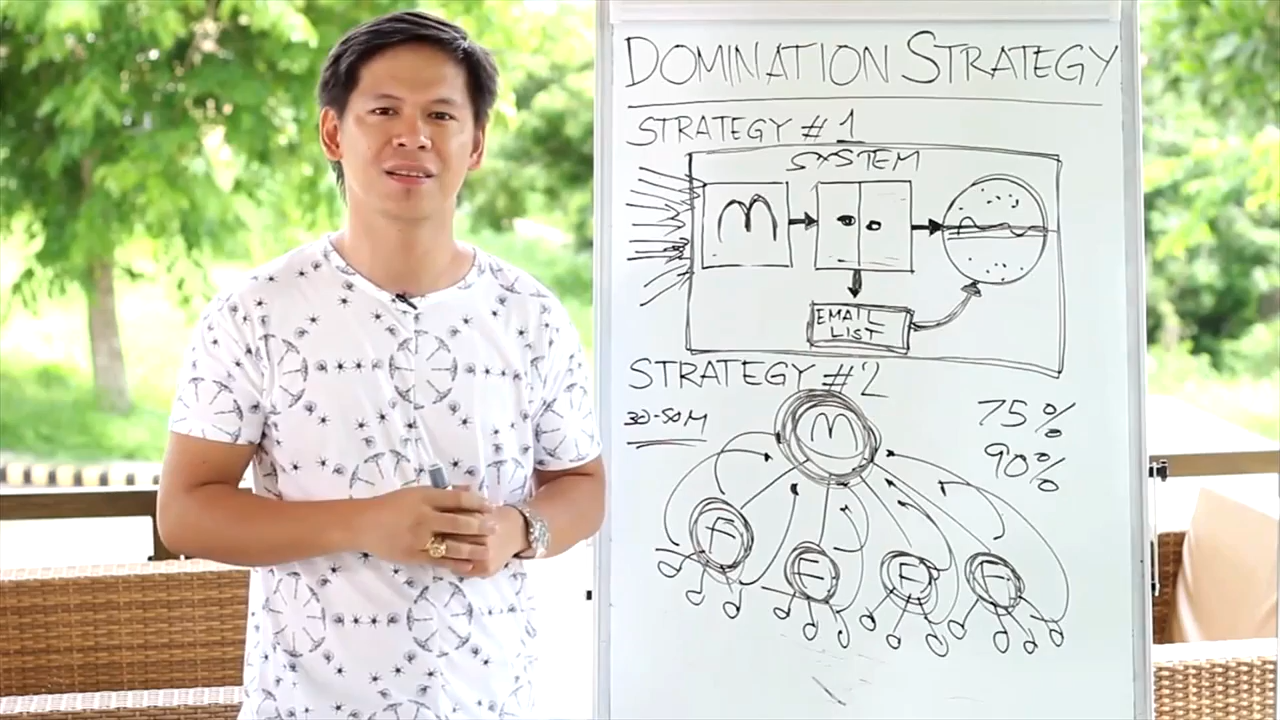 DOMINATION STRATEGY
STRATEGY # 1
SYSTEM
M
EMAIL
LIST
STRATEGY #2
30-50M
75%
90%
M
F
F
F
F